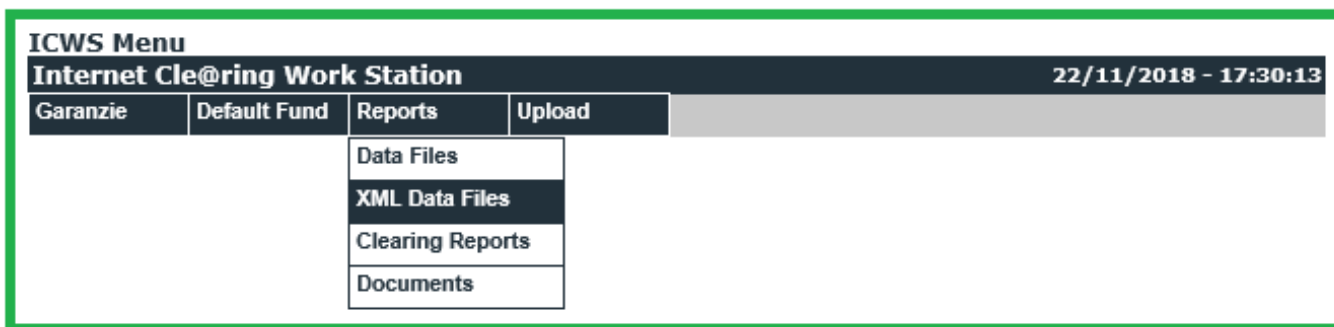 ICWS Menu
Internet Cle@ring Work Station 22/11/2018 - 17:30:13
Garanzie Default Fund Reports Upload
Data Files
XML Data Files
Clearing Reports
Documents